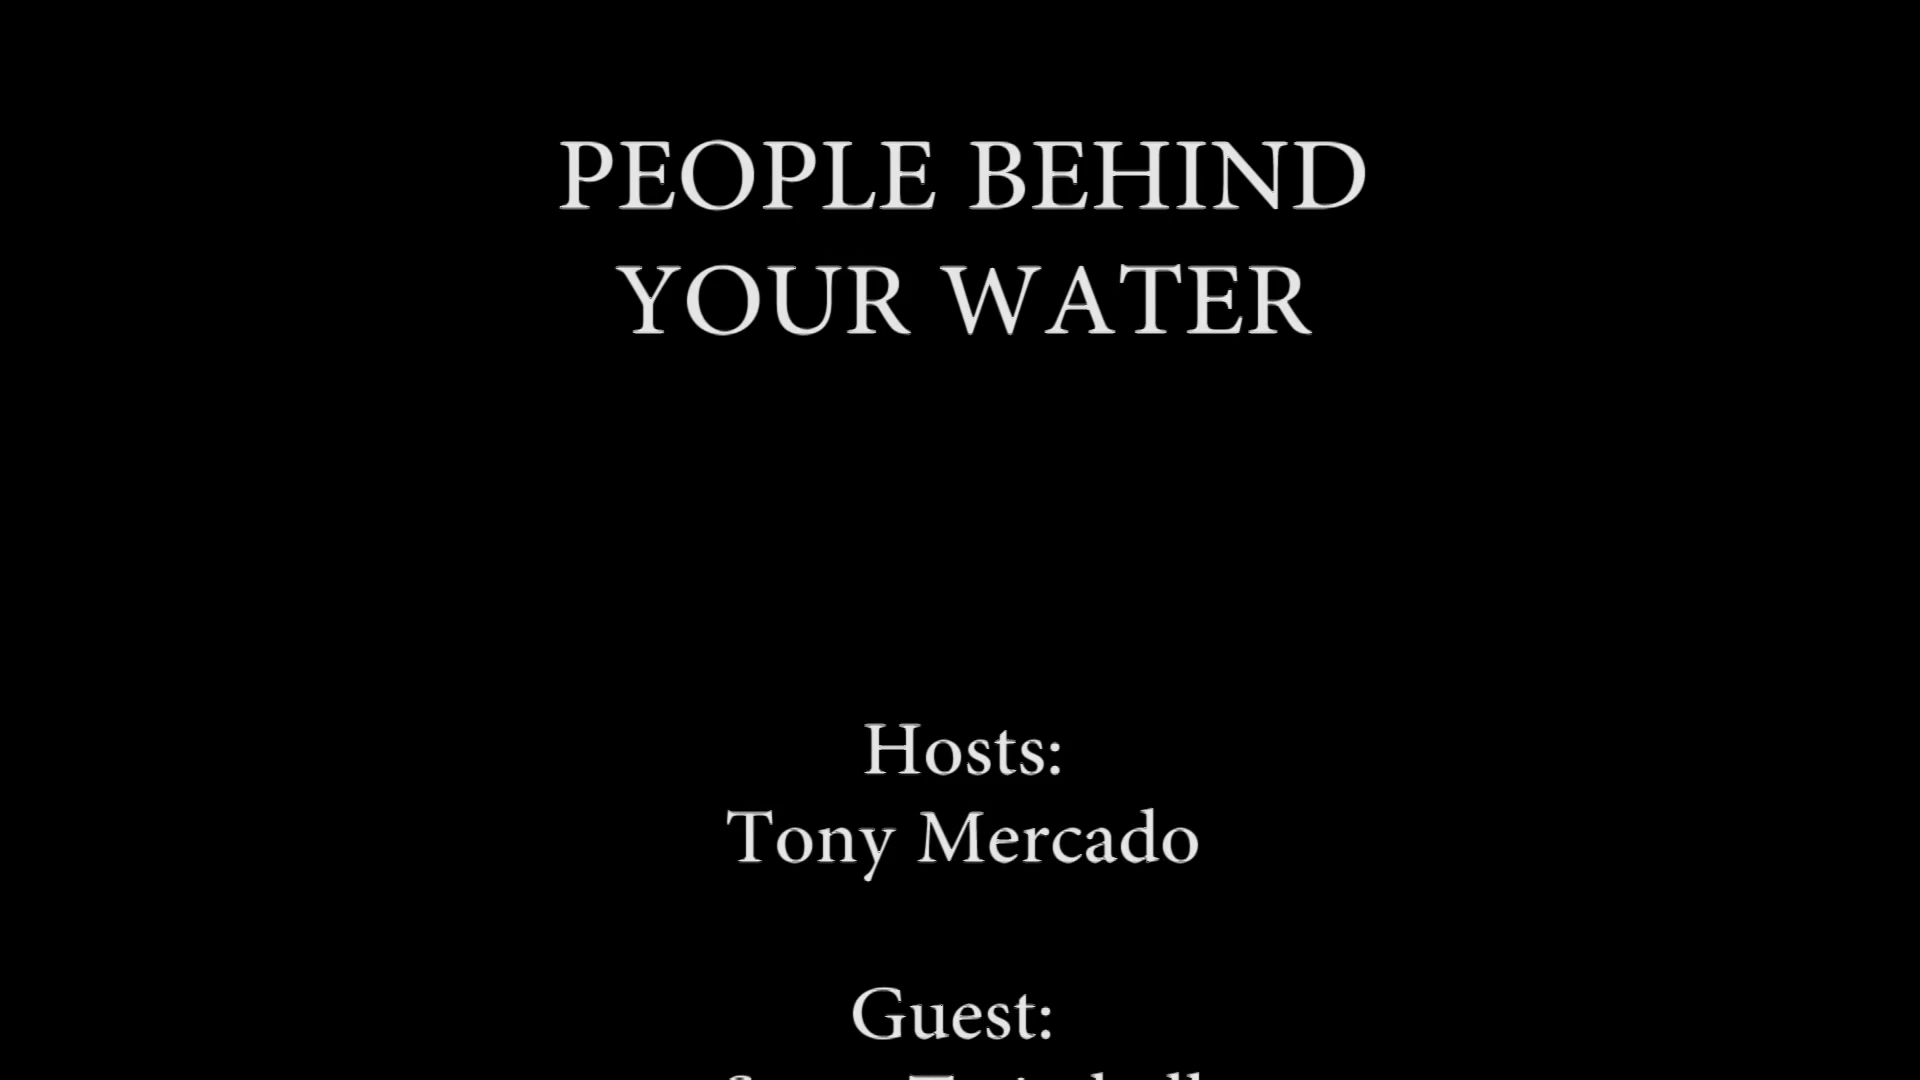 PEOPLE BEHIND
YOUR WATER
Hosts:
Tony Mercado
Guest: